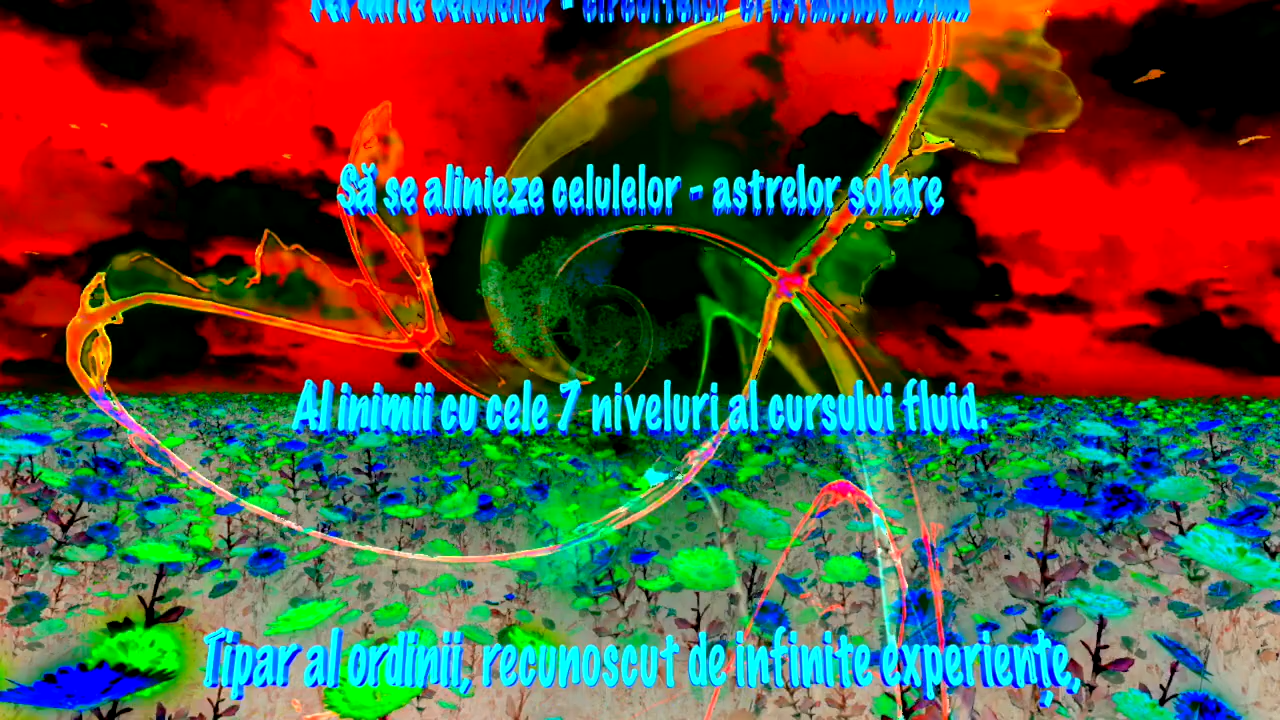 celulelor -
Să se alinieze celulelor - astrelor solare
Al inimii cu cele 7 niveluri al cursului fluid.
Tipar al ordinii, recunoscut de infinite experiențe,